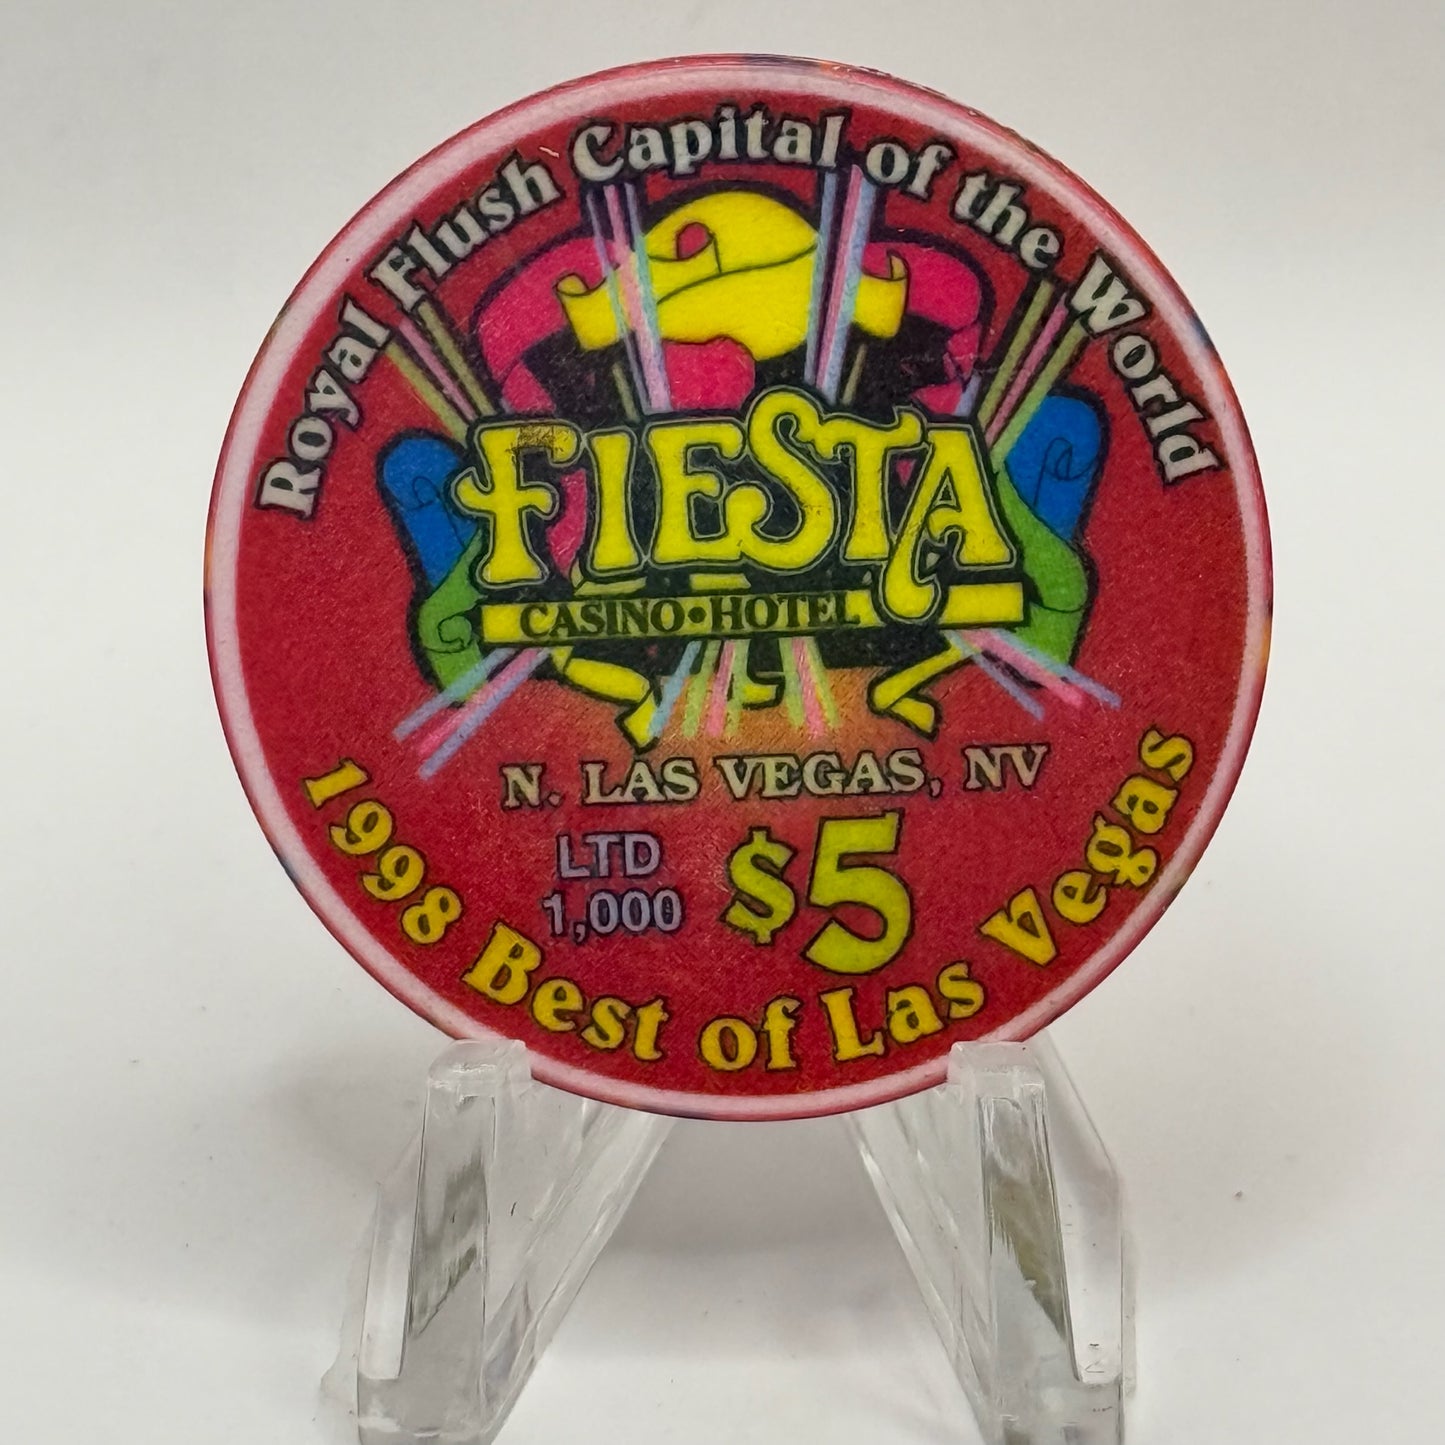 Royal Flush Capital of the World
FIESTA
CASINO•HOTEL
N. LAS VEGAS, NV
LTD
1,000
$5
1998 Best of Las Vegas